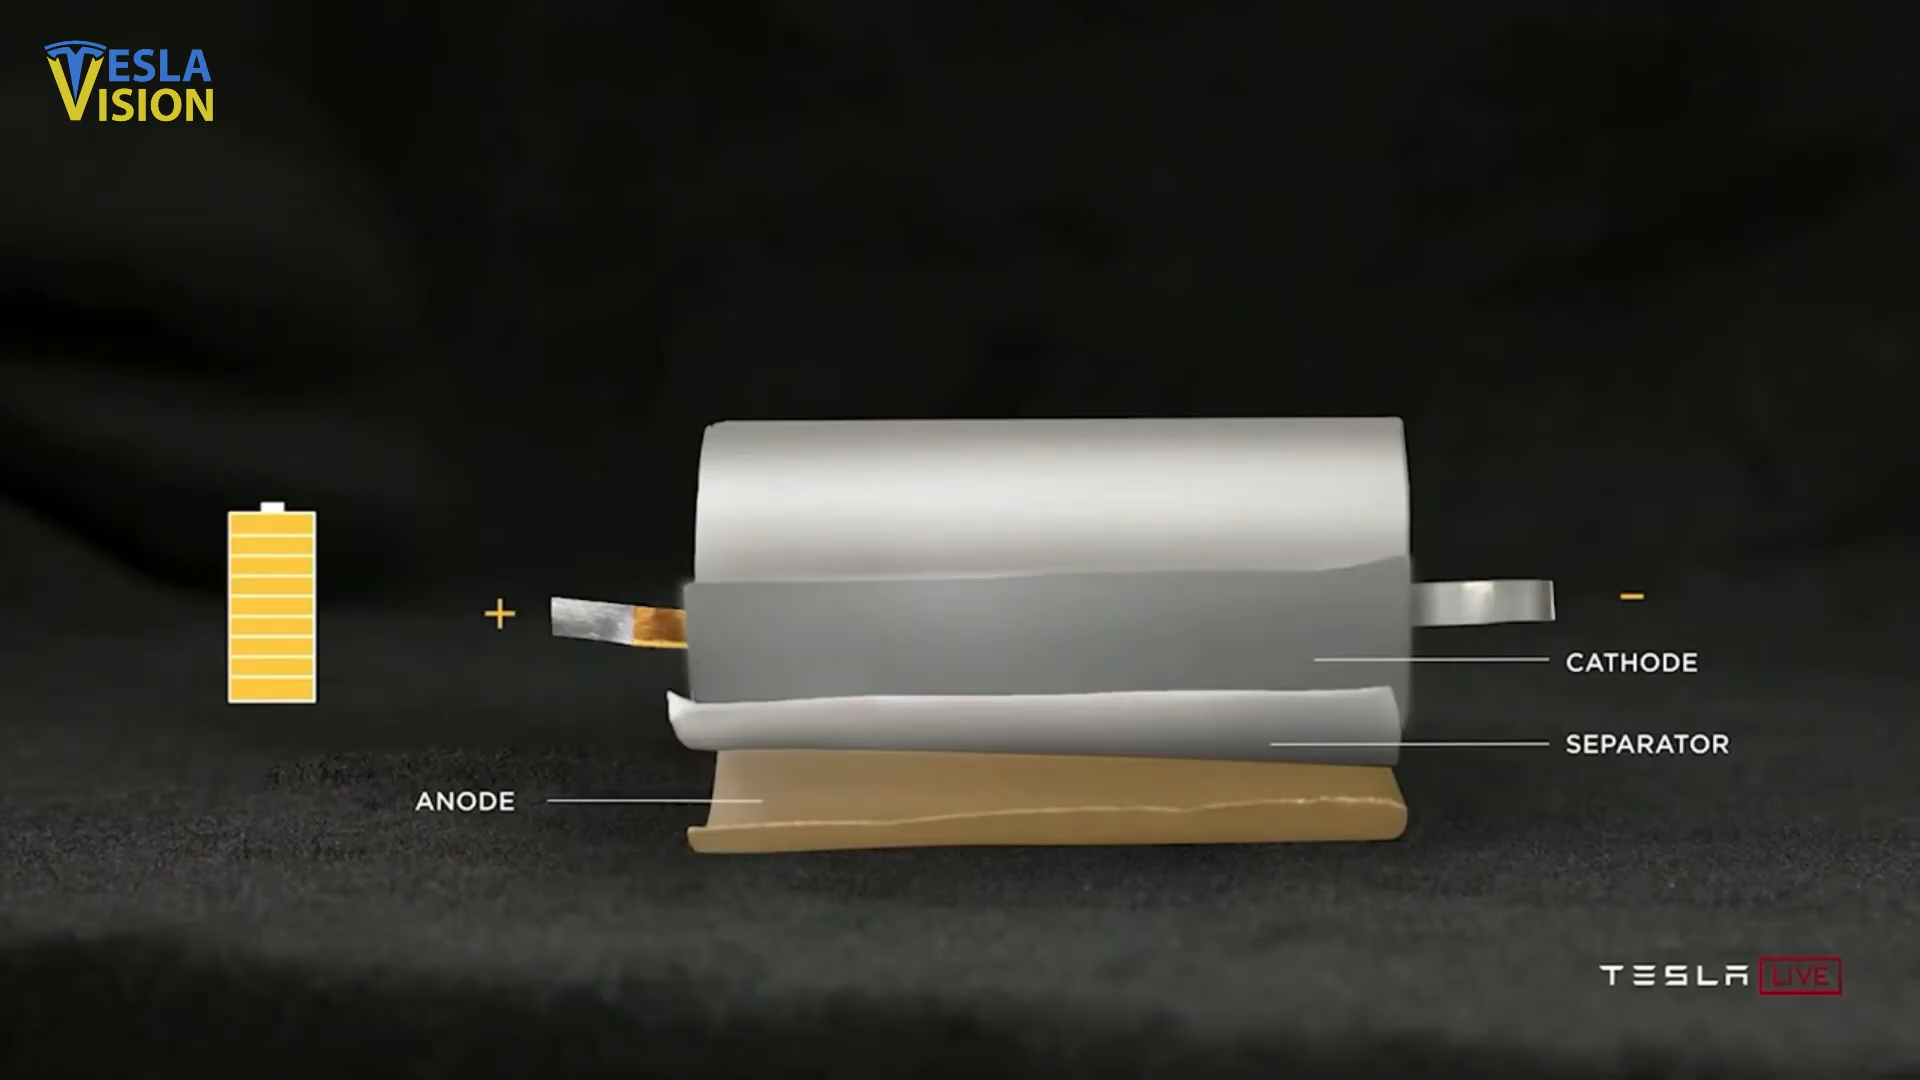 TESLA
VISION
+
-
CATHODE
SEPARATOR
ANODE
TESLA LIVE